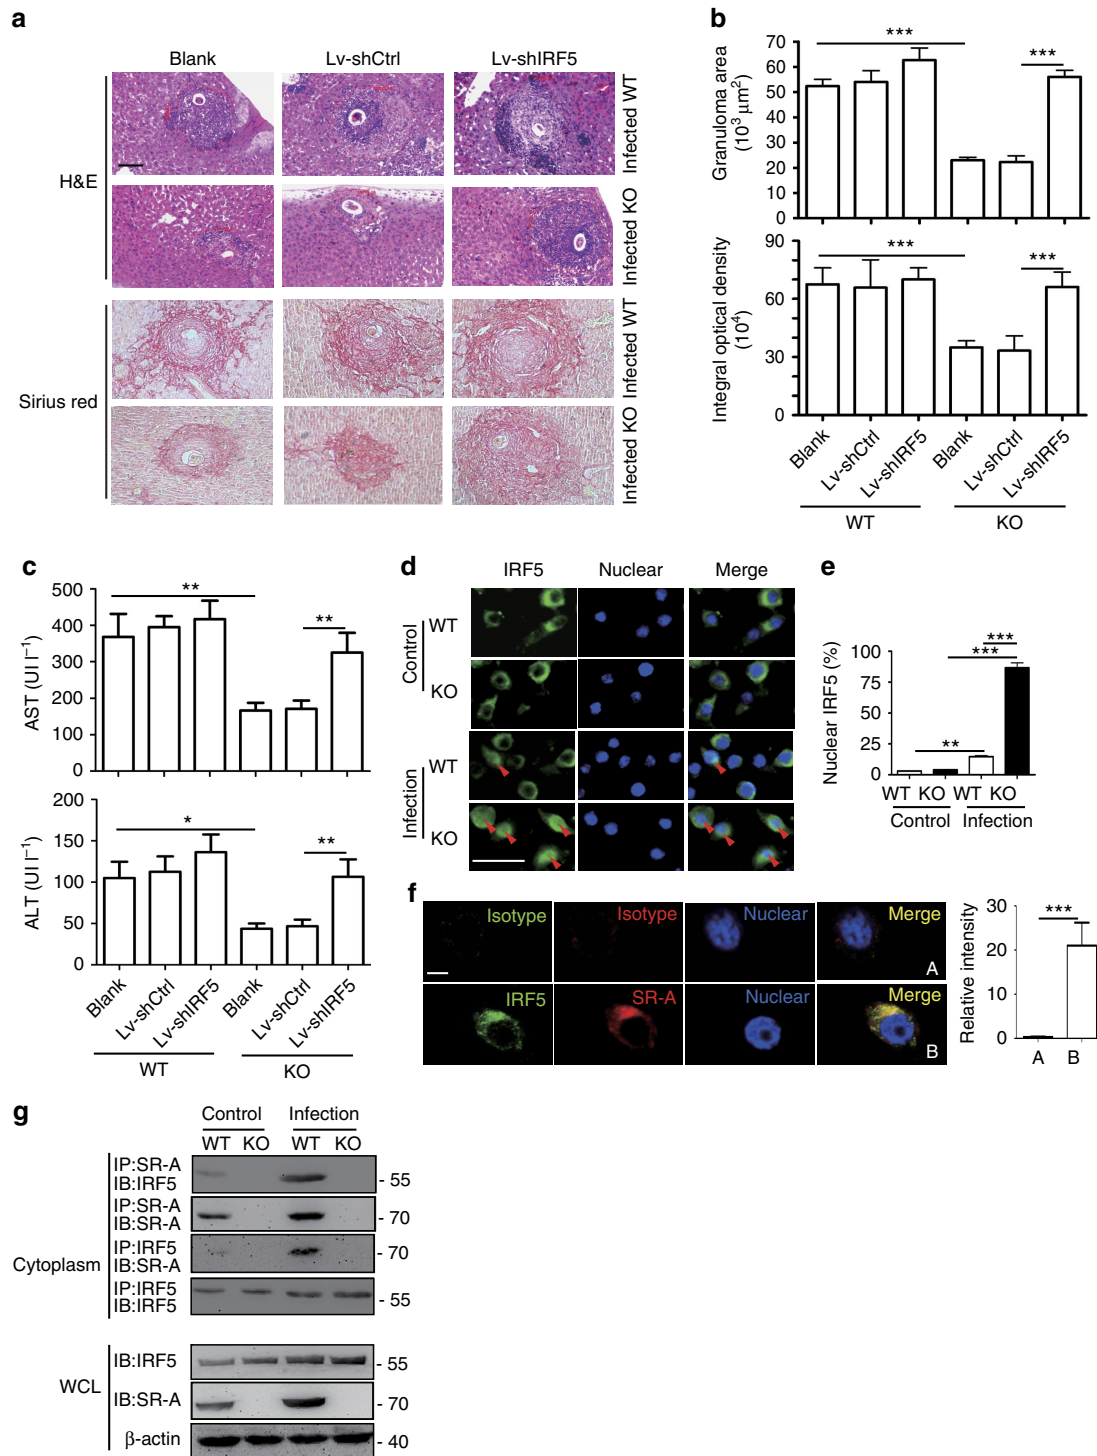 a
Blank
Lv-shCtrl
Lv-shIRF5
H&E
Infected WT
Infected KO
Sirius red
Infected WT
Infected KO
b
Granuloma area
(10³ μm²)
70
60
50
40
30
20
10
0
***
***
Integral optical density
(10⁴)
90
60
30
0
***
***
Blank
Lv-shCtrl
Lv-shIRF5
Blank
Lv-shCtrl
Lv-shIRF5
WT
KO
c
AST (UI l⁻¹)
500
400
300
200
100
0
**
**
ALT (UI l⁻¹)
200
150
100
50
0
*
**
Blank
Lv-shCtrl
Lv-shIRF5
Blank
Lv-shCtrl
Lv-shIRF5
WT
KO
d
IRF5
Nuclear
Merge
Control
WT
KO
Infection
WT
KO
e
Nuclear IRF5 (%)
100
75
50
25
0
**
***
***
WT KO WT KO
Control Infection
f
Isotype
Isotype
Nuclear
Merge
A
IRF5
SR-A
Nuclear
Merge
B
Relative intensity
30
20
10
0
***
A B
g
Control Infection
WT KO WT KO
Cytoplasm
IP:SR-A
IB:IRF5
- 55
IP:SR-A
IB:SR-A
- 70
IP:IRF5
IB:SR-A
- 70
IP:IRF5
IB:IRF5
- 55
WCL
IB:IRF5
- 55
IB:SR-A
- 70
β-actin
- 40